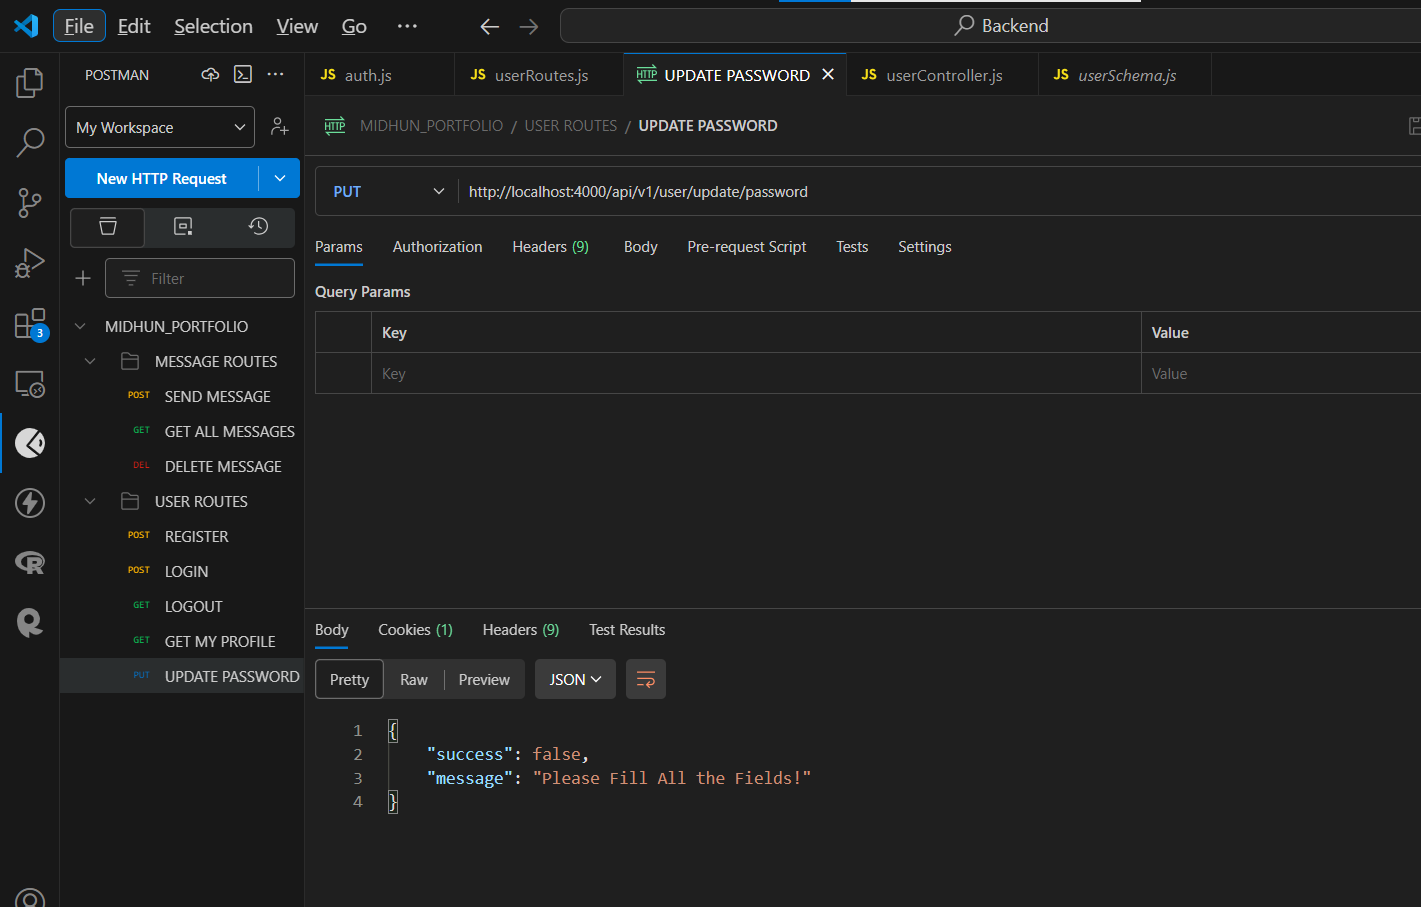 File Edit Selection View Go ··· Backend
POSTMAN ···
JS auth.js JS userRoutes.js HTTP UPDATE PASSWORD JS userController.js JS userSchema.js
My Workspace
HTTP MIDHUN_PORTFOLIO / USER ROUTES / UPDATE PASSWORD
New HTTP Request
PUT http://localhost:4000/api/v1/user/update/password
Params Authorization Headers (9) Body Pre-request Script Tests Settings
Filter
Query Params
3
MIDHUN_PORTFOLIO
Key Value
MESSAGE ROUTES
Key Value
POST SEND MESSAGE
GET GET ALL MESSAGES
DEL DELETE MESSAGE
USER ROUTES
POST REGISTER
POST LOGIN
GET LOGOUT
GET GET MY PROFILE
PUT UPDATE PASSWORD
Body Cookies (1) Headers (9) Test Results
Pretty Raw Preview JSON
1 {
2 "success": false,
3 "message": "Please Fill All the Fields!"
4 }